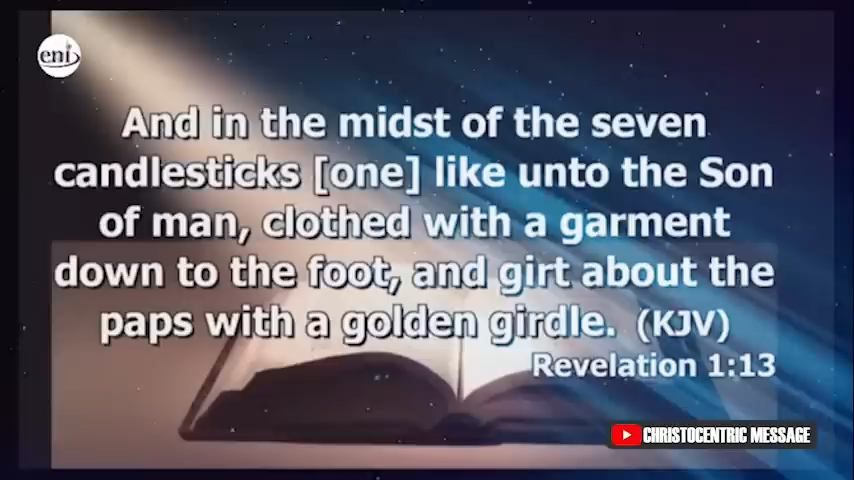 eni
And in the midst of the seven
candlesticks [one] like unto the Son
of man, clothed with a garment
down to the foot, and girt about the
paps with a golden girdle. (KJV)
Revelation 1:13
CHRISTOCENTRIC MESSAGE